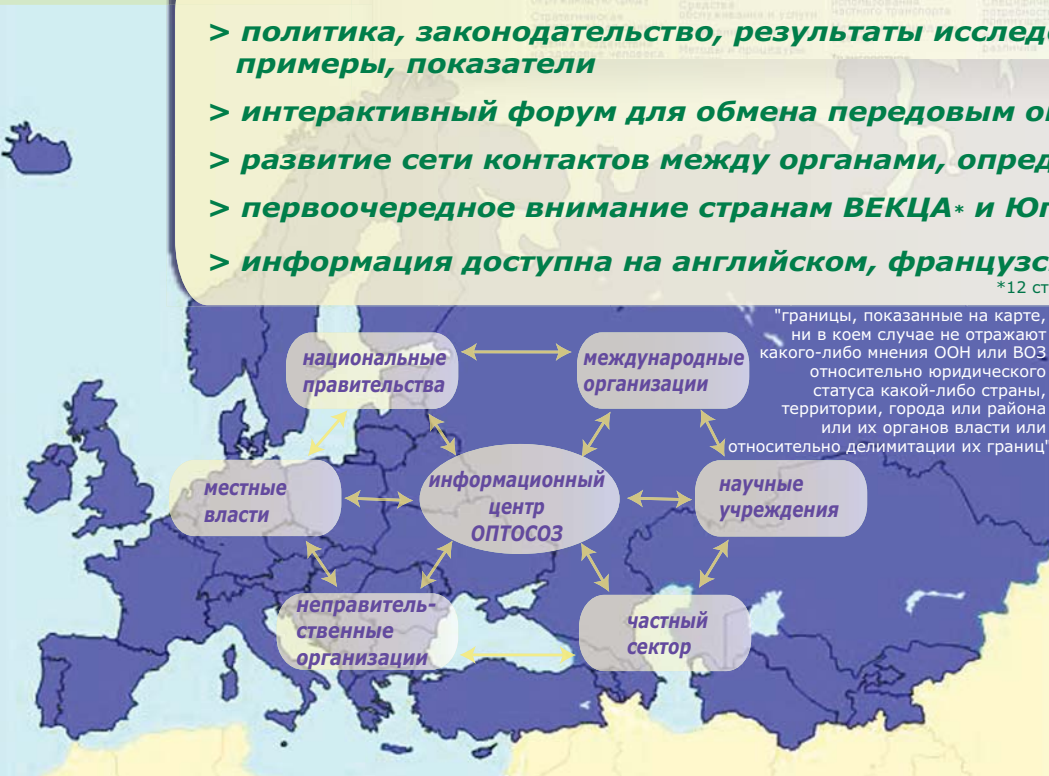 > политика, законодательство, результаты исследо
примеры, показатели
> интерактивный форум для обмена передовым оп
> развитие сети контактов между органами, опред
> первоочередное внимание странам ВЕКЦА* и Юг
> информация доступна на английском, французс
*12 ст
"границы, показанные на карте,
ни в коем случае не отражают
какого-либо мнения ООН или ВОЗ
относительно юридического
статуса какой-либо страны,
территории, города или района
или их органов власти или
относительно делимитации их границ"
национальные
правительства
международные
организации
местные
власти
информационный
центр
ОПТОСОЗ
научные
учреждения
неправитель-
ственные
организации
частный
сектор